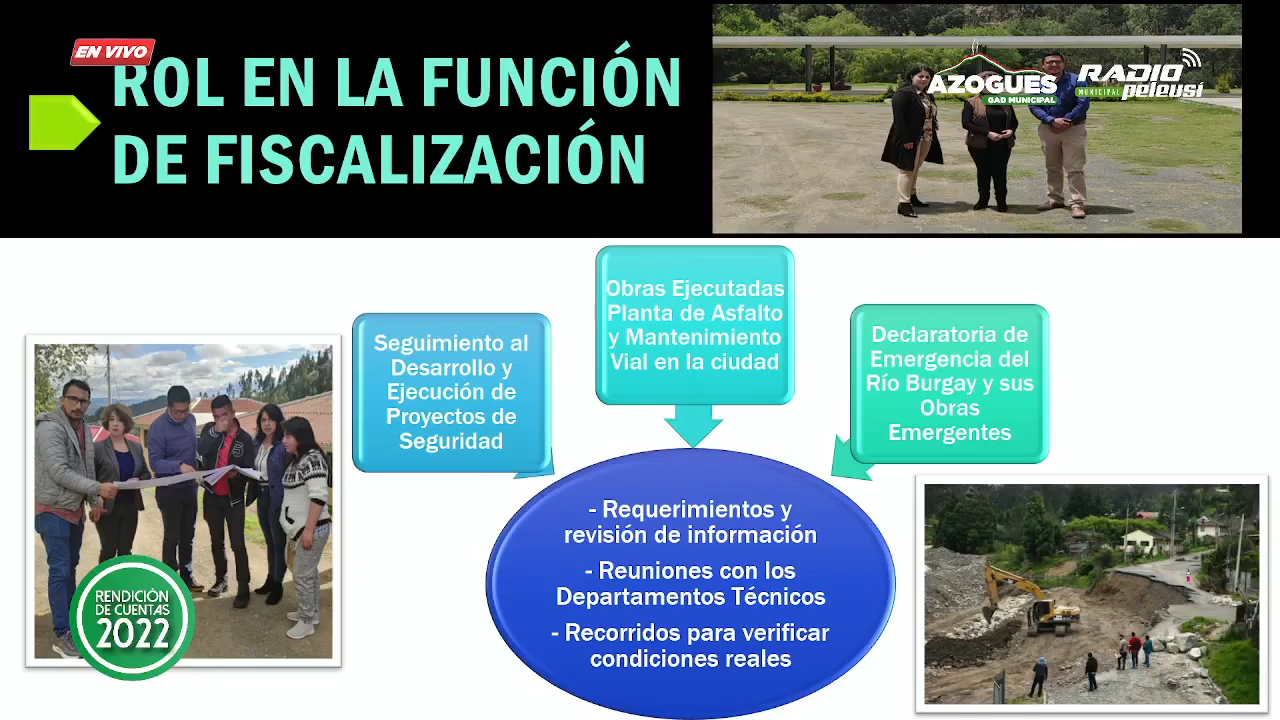 EN VIVO
ROL EN LA FUNCIÓN
DE FISCALIZACIÓN
AZOGUES
GAD MUNICIPAL
RADIO
MUNICIPAL pelousí
Obras Ejecutadas
Planta de Asfalto
y Mantenimiento
Vial en la ciudad
Seguimiento al
Desarrollo y
Ejecución de
Proyectos de
Seguridad
Declaratoria de
Emergencia del
Río Burgay y sus
Obras
Emergentes
- Requerimientos y
revisión de información
- Reuniones con los
Departamentos Técnicos
- Recorridos para verificar
condiciones reales
RENDICIÓN
DE CUENTAS
2022